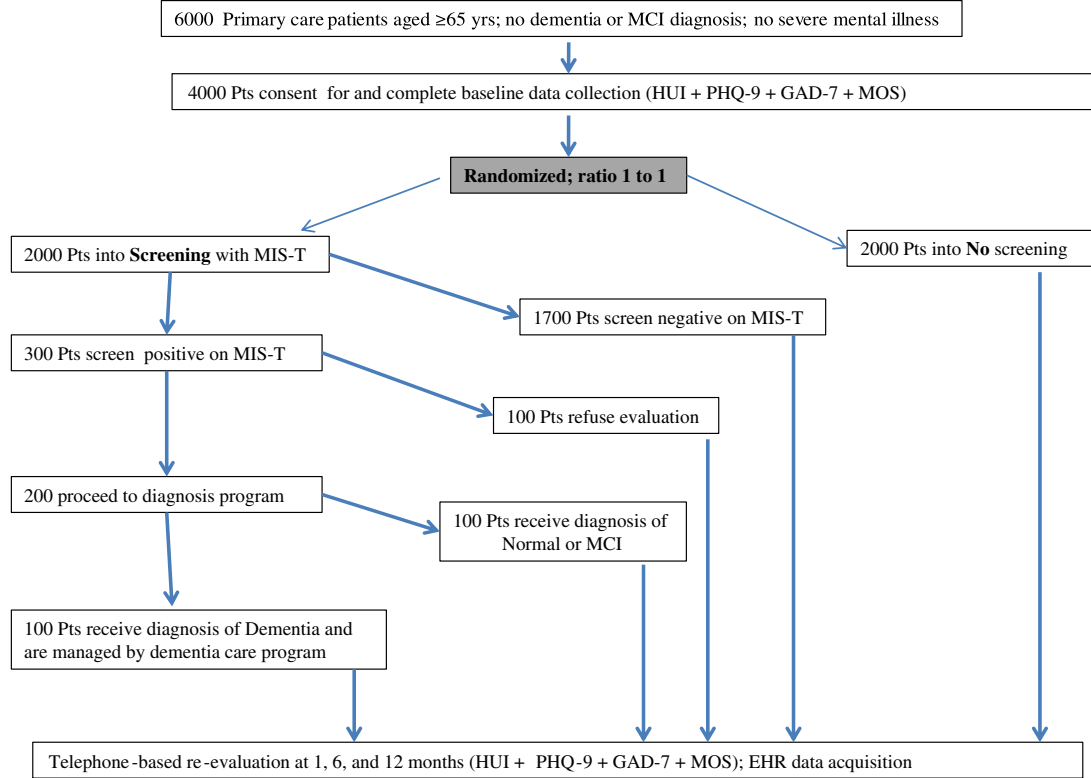 6000 Primary care patients aged ≥65 yrs; no dementia or MCI diagnosis; no severe mental illness
4000 Pts consent for and complete baseline data collection (HUI + PHQ-9 + GAD-7 + MOS)
Randomized; ratio 1 to 1
2000 Pts into Screening with MIS-T
2000 Pts into No screening
1700 Pts screen negative on MIS-T
300 Pts screen positive on MIS-T
100 Pts refuse evaluation
200 proceed to diagnosis program
100 Pts receive diagnosis of
Normal or MCI
100 Pts receive diagnosis of Dementia and
are managed by dementia care program
Telephone-based re-evaluation at 1, 6, and 12 months (HUI + PHQ-9 + GAD-7 + MOS); EHR data acquisition